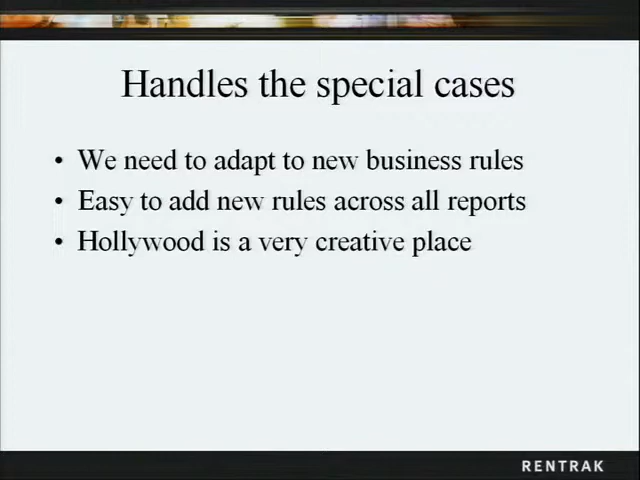 Handles the special cases
• We need to adapt to new business rules
• Easy to add new rules across all reports
• Hollywood is a very creative place
RENTRAK